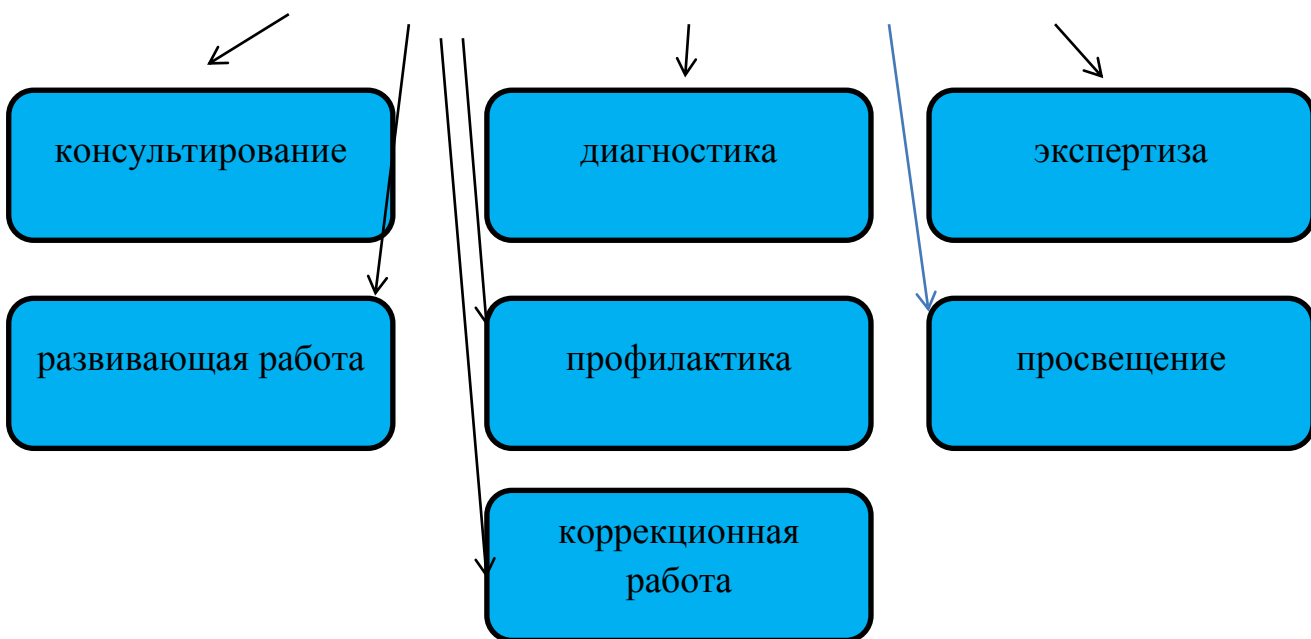 консультирование
диагностика
экспертиза
развивающая работа
профилактика
просвещение
коррекционная
работа